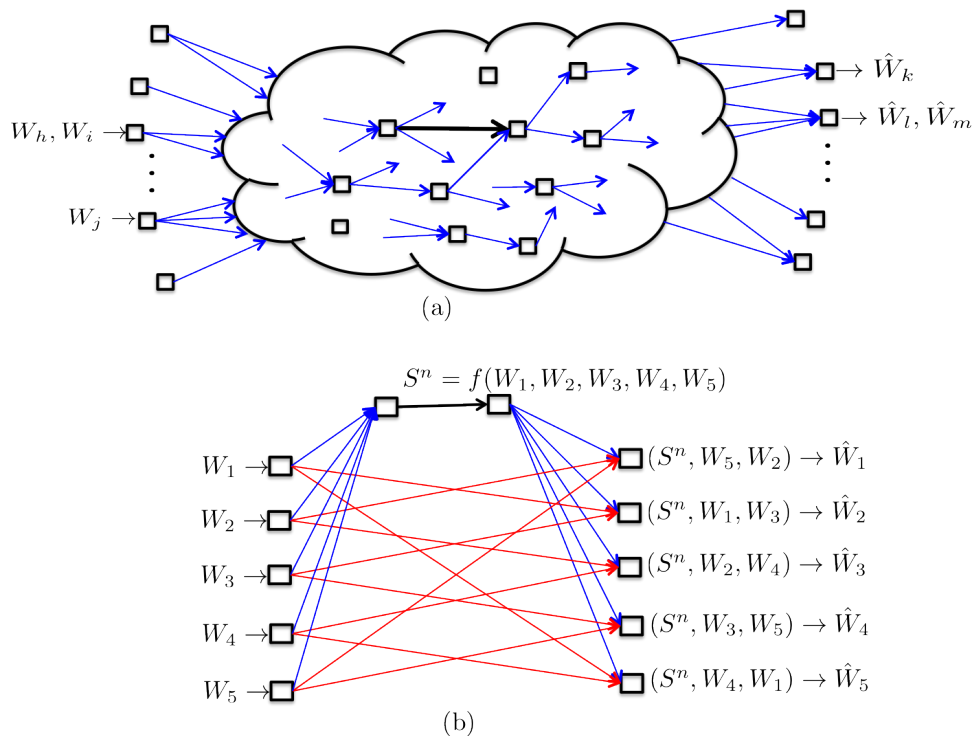 Ŵ_k
W_h, W_i
Ŵ_l, Ŵ_m
W_j
(a)
S^n = f(W_1, W_2, W_3, W_4, W_5)
W_1
(S^n, W_5, W_2) → Ŵ_1
W_2
(S^n, W_1, W_3) → Ŵ_2
W_3
(S^n, W_2, W_4) → Ŵ_3
W_4
(S^n, W_3, W_5) → Ŵ_4
W_5
(S^n, W_4, W_1) → Ŵ_5
(b)